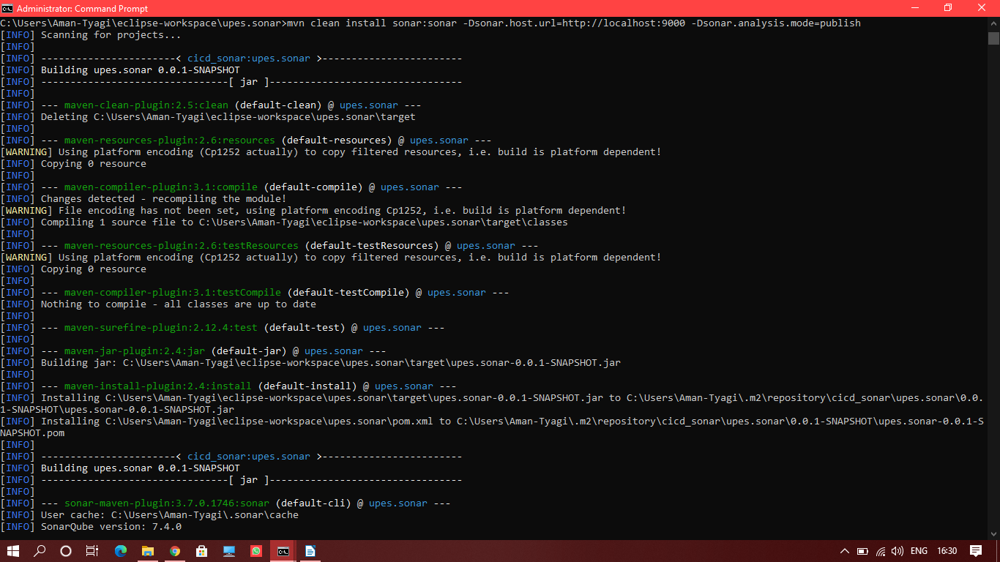 Administrator: Command Prompt
C:\Users\Aman-Tyagi\eclipse-workspace\upes.sonar>mvn clean install sonar:sonar -Dsonar.host.url=http://localhost:9000 -Dsonar.analysis.mode=publish
[INFO] Scanning for projects...
[INFO]
[INFO] -----------------------< cicd_sonar:upes.sonar >------------------------
[INFO] Building upes.sonar 0.0.1-SNAPSHOT
[INFO] --------------------------------[ jar ]---------------------------------
[INFO]
[INFO] --- maven-clean-plugin:2.5:clean (default-clean) @ upes.sonar ---
[INFO] Deleting C:\Users\Aman-Tyagi\eclipse-workspace\upes.sonar\target
[INFO]
[INFO] --- maven-resources-plugin:2.6:resources (default-resources) @ upes.sonar ---
[WARNING] Using platform encoding (Cp1252 actually) to copy filtered resources, i.e. build is platform dependent!
[INFO] Copying 0 resource
[INFO]
[INFO] --- maven-compiler-plugin:3.1:compile (default-compile) @ upes.sonar ---
[INFO] Changes detected - recompiling the module!
[WARNING] File encoding has not been set, using platform encoding Cp1252, i.e. build is platform dependent!
[INFO] Compiling 1 source file to C:\Users\Aman-Tyagi\eclipse-workspace\upes.sonar\target\classes
[INFO]
[INFO] --- maven-resources-plugin:2.6:testResources (default-testResources) @ upes.sonar ---
[WARNING] Using platform encoding (Cp1252 actually) to copy filtered resources, i.e. build is platform dependent!
[INFO] Copying 0 resource
[INFO]
[INFO] --- maven-compiler-plugin:3.1:testCompile (default-testCompile) @ upes.sonar ---
[INFO] Nothing to compile - all classes are up to date
[INFO]
[INFO] --- maven-surefire-plugin:2.12.4:test (default-test) @ upes.sonar ---
[INFO]
[INFO] --- maven-jar-plugin:2.4:jar (default-jar) @ upes.sonar ---
[INFO] Building jar: C:\Users\Aman-Tyagi\eclipse-workspace\upes.sonar\target\upes.sonar-0.0.1-SNAPSHOT.jar
[INFO]
[INFO] --- maven-install-plugin:2.4:install (default-install) @ upes.sonar ---
[INFO] Installing C:\Users\Aman-Tyagi\eclipse-workspace\upes.sonar\target\upes.sonar-0.0.1-SNAPSHOT.jar to C:\Users\Aman-Tyagi\.m2\repository\cicd_sonar\upes.sonar\0.0.
1-SNAPSHOT\upes.sonar-0.0.1-SNAPSHOT.jar
[INFO] Installing C:\Users\Aman-Tyagi\eclipse-workspace\upes.sonar\pom.xml to C:\Users\Aman-Tyagi\.m2\repository\cicd_sonar\upes.sonar\0.0.1-SNAPSHOT\upes.sonar-0.0.1-S
NAPSHOT.pom
[INFO]
[INFO] -----------------------< cicd_sonar:upes.sonar >------------------------
[INFO] Building upes.sonar 0.0.1-SNAPSHOT
[INFO] --------------------------------[ jar ]---------------------------------
[INFO]
[INFO] --- sonar-maven-plugin:3.7.0.1746:sonar (default-cli) @ upes.sonar ---
[INFO] User cache: C:\Users\Aman-Tyagi\.sonar\cache
[INFO] SonarQube version: 7.4.0
ENG 16:30